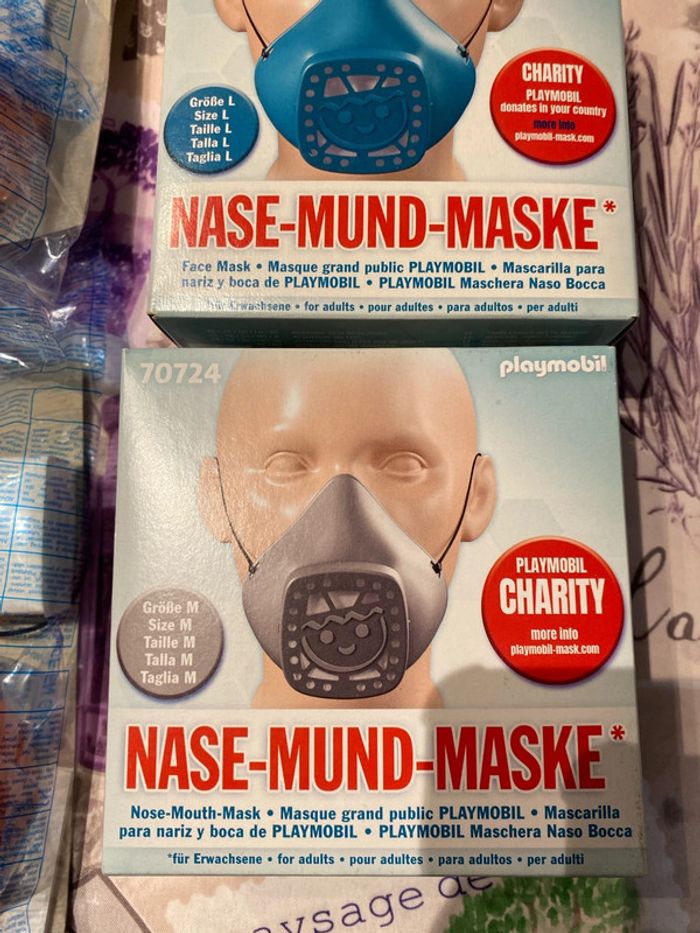 Größe L
Size L
Taille L
Talla L
Taglia L
CHARITY
PLAYMOBIL
donates in your country
more info
playmobil-mask.com
NASE-MUND-MASKE*
Face Mask • Masque grand public PLAYMOBIL • Mascarilla para
nariz y boca de PLAYMOBIL • PLAYMOBIL Maschera Naso Bocca
für Erwachsene • for adults • pour adultes • para adultos • per adulti
70724
playmobil
Größe M
Size M
Taille M
Talla M
Taglia M
PLAYMOBIL
CHARITY
more info
playmobil-mask.com
NASE-MUND-MASKE*
Nose-Mouth-Mask • Masque grand public PLAYMOBIL • Mascarilla
para nariz y boca de PLAYMOBIL • PLAYMOBIL Maschera Naso Bocca
*für Erwachsene • for adults • pour adultes • para adultos • per adulti
aysage de